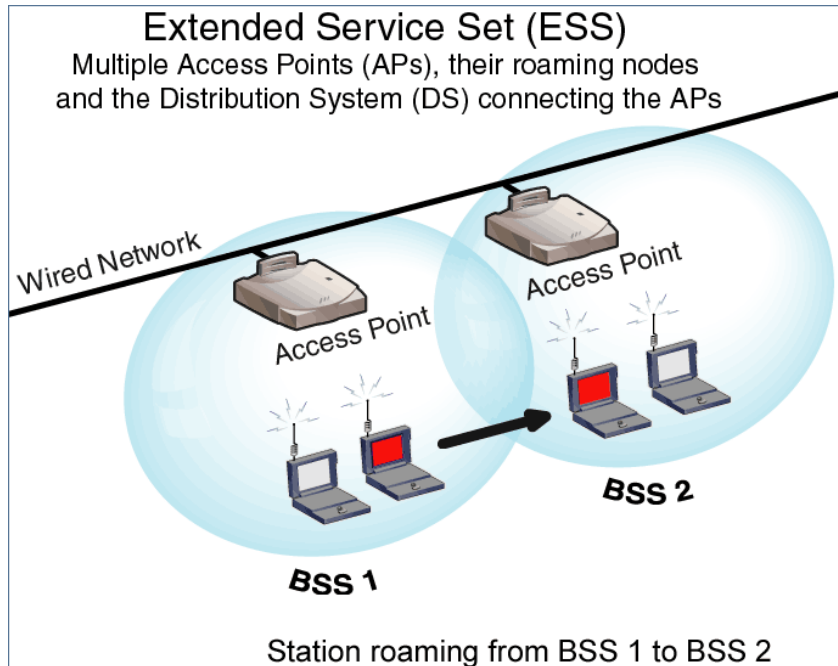 Extended Service Set (ESS)
Multiple Access Points (APs), their roaming nodes
and the Distribution System (DS) connecting the APs
Wired Network
Access Point
Access Point
BSS 1
BSS 2
Station roaming from BSS 1 to BSS 2